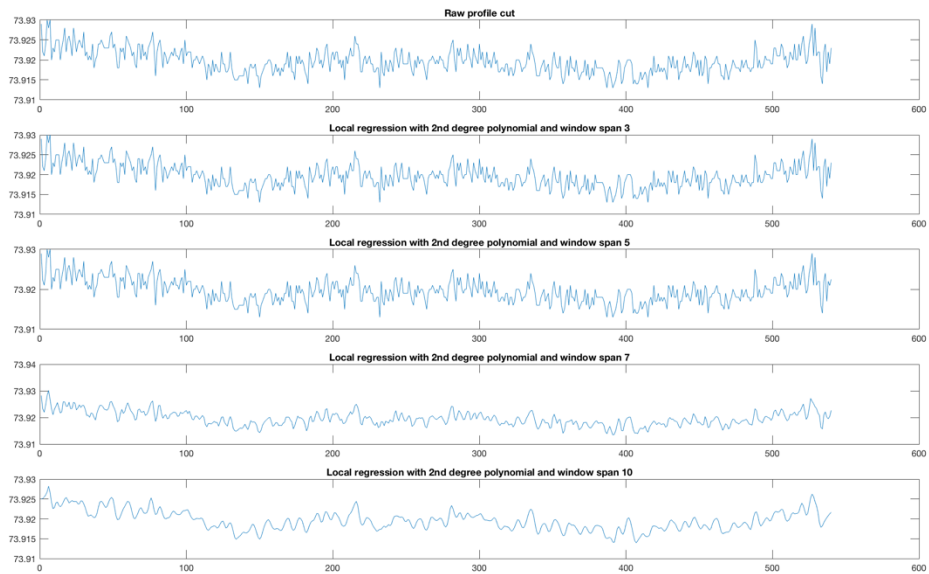 Raw profile cut
73.93
73.925
73.92
73.915
73.91
0 100 200 300 400 500 600
Local regression with 2nd degree polynomial and window span 3
73.93
73.925
73.92
73.915
73.91
0 100 200 300 400 500 600
Local regression with 2nd degree polynomial and window span 5
73.93
73.92
73.91
0 100 200 300 400 500 600
Local regression with 2nd degree polynomial and window span 7
73.94
73.93
73.92
73.91
0 100 200 300 400 500 600
Local regression with 2nd degree polynomial and window span 10
73.93
73.925
73.92
73.915
73.91
0 100 200 300 400 500 600